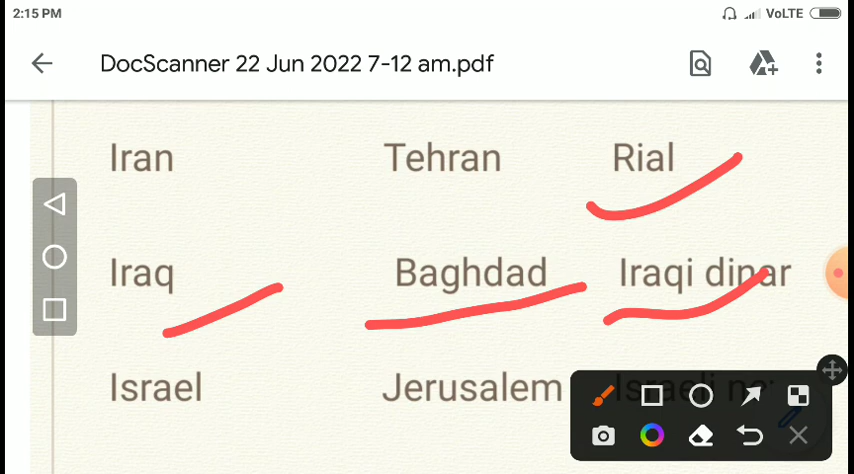 2:15 PM VoLTE
DocScanner 22 Jun 2022 7-12 am.pdf
Iran Tehran Rial
Iraq Baghdad Iraqi dinar
Israel Jerusalem Israeli